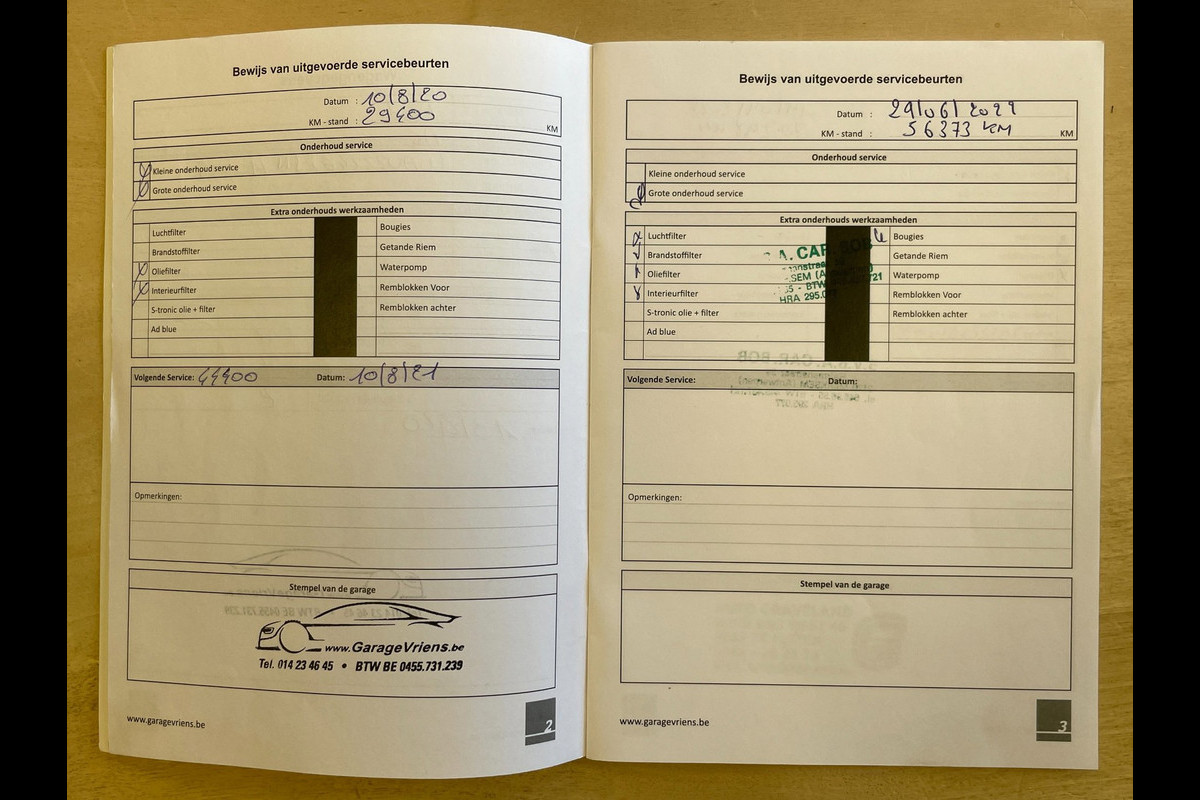 Bewijs van uitgevoerde servicebeurten
Datum : 10/8/20
KM - stand : 29400
KM
Onderhoud service
Kleine onderhoud service
Grote onderhoud service
Extra onderhouds werkzaamheden
Luchtfilter
Bougies
Brandstoffilter
Getande Riem
Oliefilter
Waterpomp
Interieurfilter
Remblokken Voor
S-tronic olie + filter
Remblokken achter
Ad blue
Volgende Service: 44400 Datum: 10/8/21
Opmerkingen:
Stempel van de garage
www.GarageVriens.be
Tel. 014 23 46 45 • BTW BE 0455.731.239
www.garagevriens.be
2
Bewijs van uitgevoerde servicebeurten
Datum : 29/06/2021
KM - stand : 56373 KM
KM
Onderhoud service
Kleine onderhoud service
Grote onderhoud service
Extra onderhouds werkzaamheden
Luchtfilter
Bougies
Brandstoffilter
Getande Riem
Oliefilter
Waterpomp
Interieurfilter
Remblokken Voor
S-tronic olie + filter
Remblokken achter
Ad blue
A. CAR BOB
BTW
HRA
Volgende Service: Datum:
Opmerkingen:
Stempel van de garage
www.garagevriens.be
3